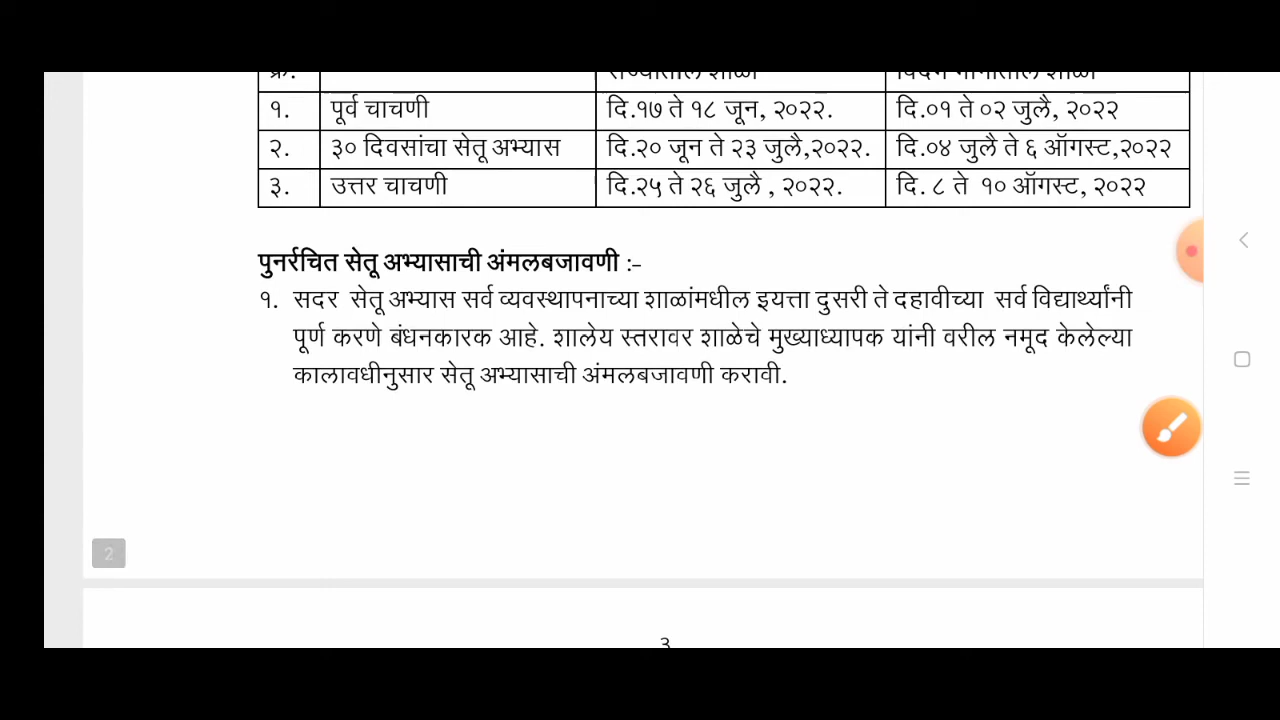 १. पूर्व चाचणी दि.१७ ते १८ जून, २०२२. दि.०१ ते ०२ जुलै, २०२२
२. ३० दिवसांचा सेतू अभ्यास दि.२० जून ते २३ जुलै,२०२२. दि.०४ जुलै ते ६ ऑगस्ट,२०२२
३. उत्तर चाचणी दि.२५ ते २६ जुलै , २०२२. दि. ८ ते १० ऑगस्ट, २०२२
पुनर्रचित सेतू अभ्यासाची अंमलबजावणी :-
१. सदर सेतू अभ्यास सर्व व्यवस्थापनाच्या शाळांमधील इयत्ता दुसरी ते दहावीच्या सर्व विद्यार्थ्यांनी
पूर्ण करणे बंधनकारक आहे. शालेय स्तरावर शाळेचे मुख्याध्यापक यांनी वरील नमूद केलेल्या
कालावधीनुसार सेतू अभ्यासाची अंमलबजावणी करावी.
2
3